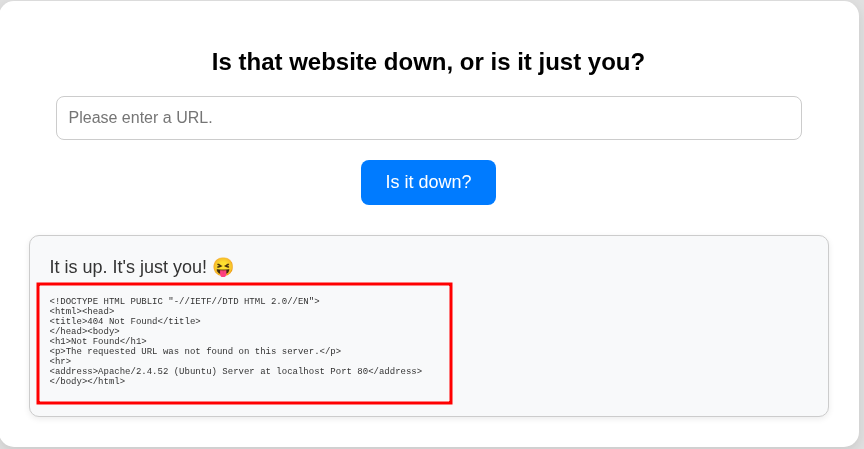 Is that website down, or is it just you?
Please enter a URL.
Is it down?
It is up. It's just you! 😝
<!DOCTYPE HTML PUBLIC "-//IETF//DTD HTML 2.0//EN">
<html><head>
<title>404 Not Found</title>
</head><body>
<h1>Not Found</h1>
<p>The requested URL was not found on this server.</p>
<hr>
<address>Apache/2.4.52 (Ubuntu) Server at localhost Port 80</address>
</body></html>